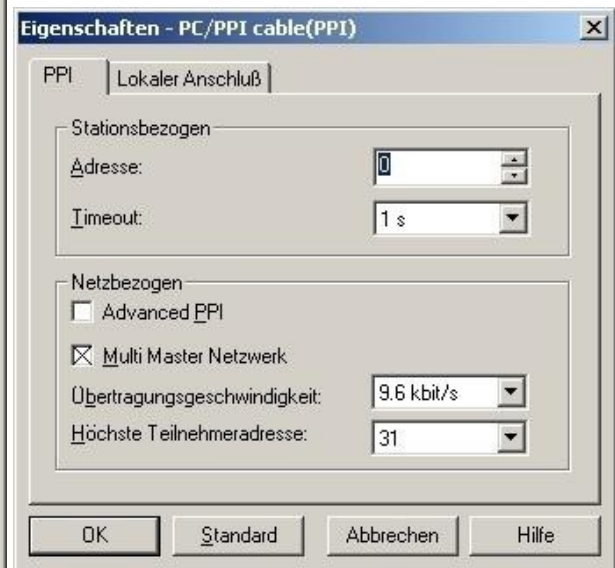 Eigenschaften - PC/PPI cable(PPI)
PPI
Lokaler Anschluß
Stationsbezogen
Adresse: 0
Timeout: 1 s
Netzbezogen
Advanced PPI
Multi Master Netzwerk
Übertragungsgeschwindigkeit: 9.6 kbit/s
Höchste Teilnehmeradresse: 31
OK Standard Abbrechen Hilfe